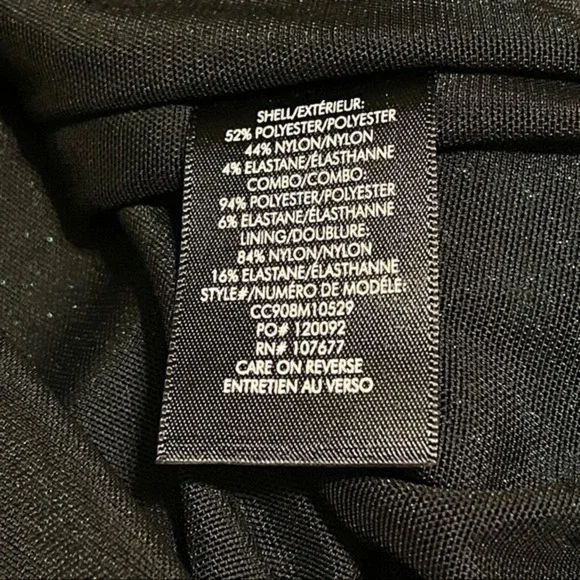 SHELL/EXTÉRIEUR:
52% POLYESTER/POLYESTER
44% NYLON/NYLON
4% ELASTANE/ÉLASTHANNE
COMBO/COMBO:
94% POLYESTER/POLYESTER
6% ELASTANE/ÉLASTHANNE
LINING/DOUBLURE:
84% NYLON/NYLON
16% ELASTANE/ÉLASTHANNE
STYLE#/NUMÉRO DE MODÈLE:
CC908M10529
PO# 120092
RN# 107677
CARE ON REVERSE
ENTRETIEN AU VERSO